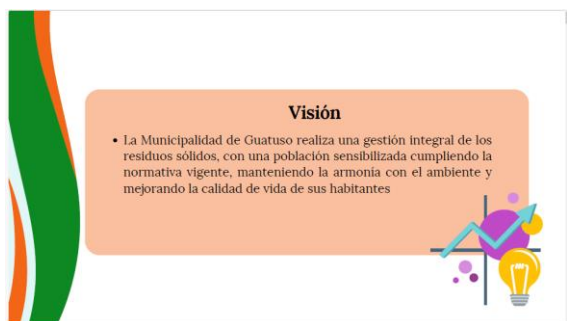 Visión
• La Municipalidad de Guatuso realiza una gestión integral de los
residuos sólidos, con una población sensibilizada cumpliendo la
normativa vigente, manteniendo la armonía con el ambiente y
mejorando la calidad de vida de sus habitantes